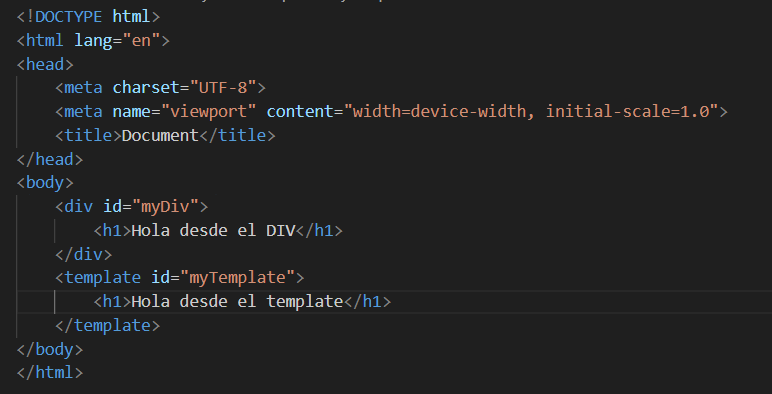 <!DOCTYPE html>
<html lang="en">
<head>
    <meta charset="UTF-8">
    <meta name="viewport" content="width=device-width, initial-scale=1.0">
    <title>Document</title>
</head>
<body>
    <div id="myDiv">
        <h1>Hola desde el DIV</h1>
    </div>
    <template id="myTemplate">
        <h1>Hola desde el template</h1>
    </template>
</body>
</html>